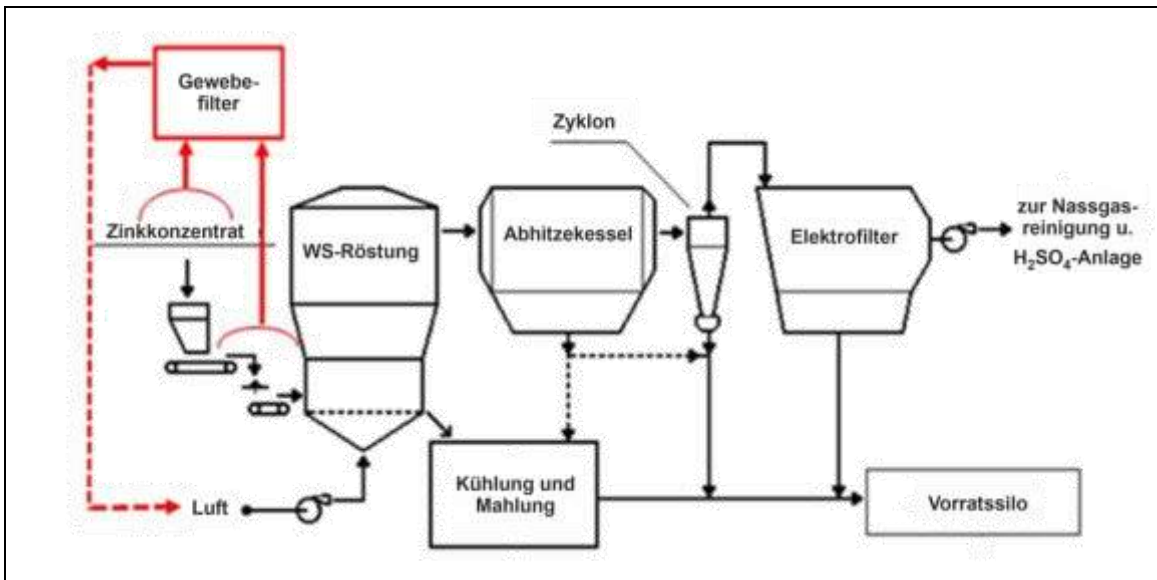 Gewebe-
filter
Zyklon
Zinkkonzentrat
WS-Röstung
Abhitzekessel
Elektrofilter
zur Nassgas-
reinigung u.
H₂SO₄-Anlage
Luft
Kühlung und
Mahlung
Vorratssilo